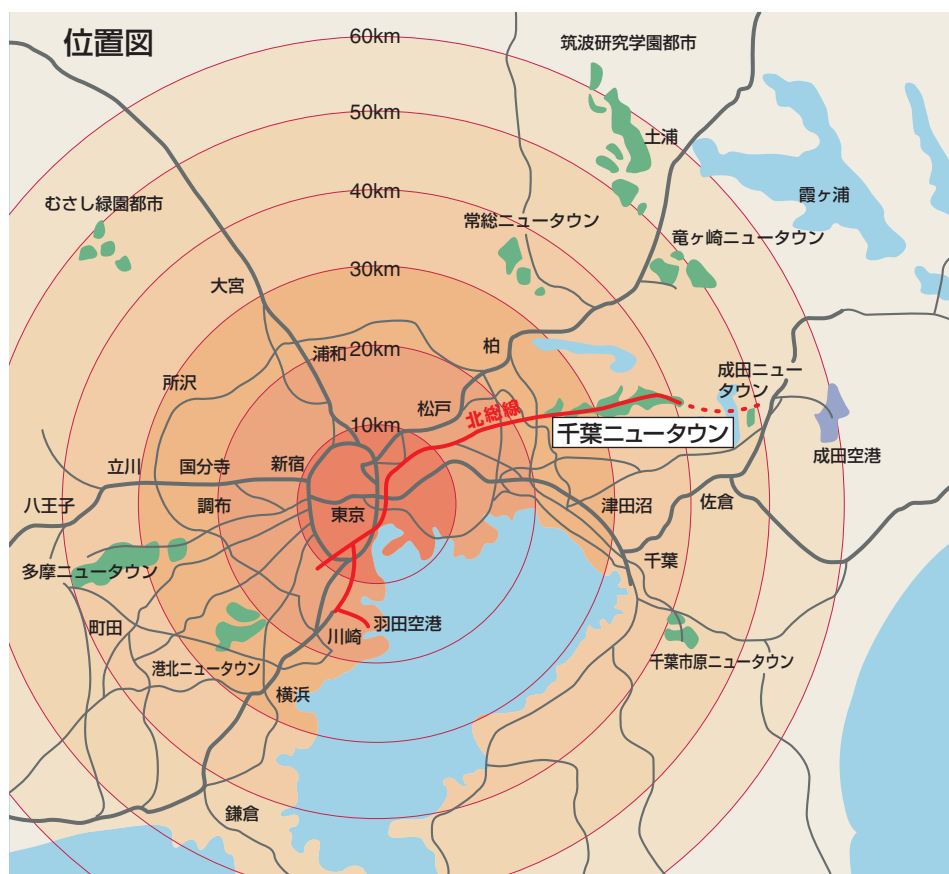 位置図
60km
筑波研究学園都市
50km
土浦
40km
霞ヶ浦
むさし緑園都市
常総ニュータウン
竜ヶ崎ニュータウン
30km
大宮
20km
浦和
柏
成田ニュー
タウン
所沢
松戸
北総線
10km
千葉ニュータウン
成田空港
新宿
国分寺
立川
八王子
調布
東京
津田沼
佐倉
千葉
多摩ニュータウン
町田
川崎
羽田空港
港北ニュータウン
千葉市原ニュータウン
横浜
鎌倉